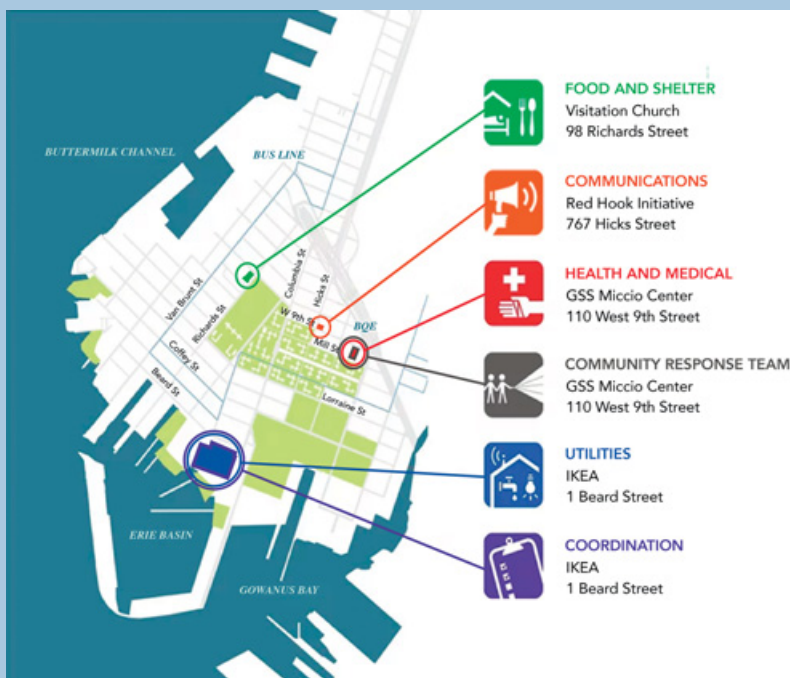 FOOD AND SHELTER
Visitation Church
98 Richards Street
COMMUNICATIONS
Red Hook Initiative
767 Hicks Street
HEALTH AND MEDICAL
GSS Miccio Center
110 West 9th Street
COMMUNITY RESPONSE TEAM
GSS Miccio Center
110 West 9th Street
UTILITIES
IKEA
1 Beard Street
COORDINATION
IKEA
1 Beard Street
BUTTERMILK CHANNEL
BUS LINE
Columbia St
Hicks St
Van Brunt St
Richards St
W 9th St
BQE
Mill St
Coffey St
Beard St
Lorraine St
ERIE BASIN
GOWANUS BAY